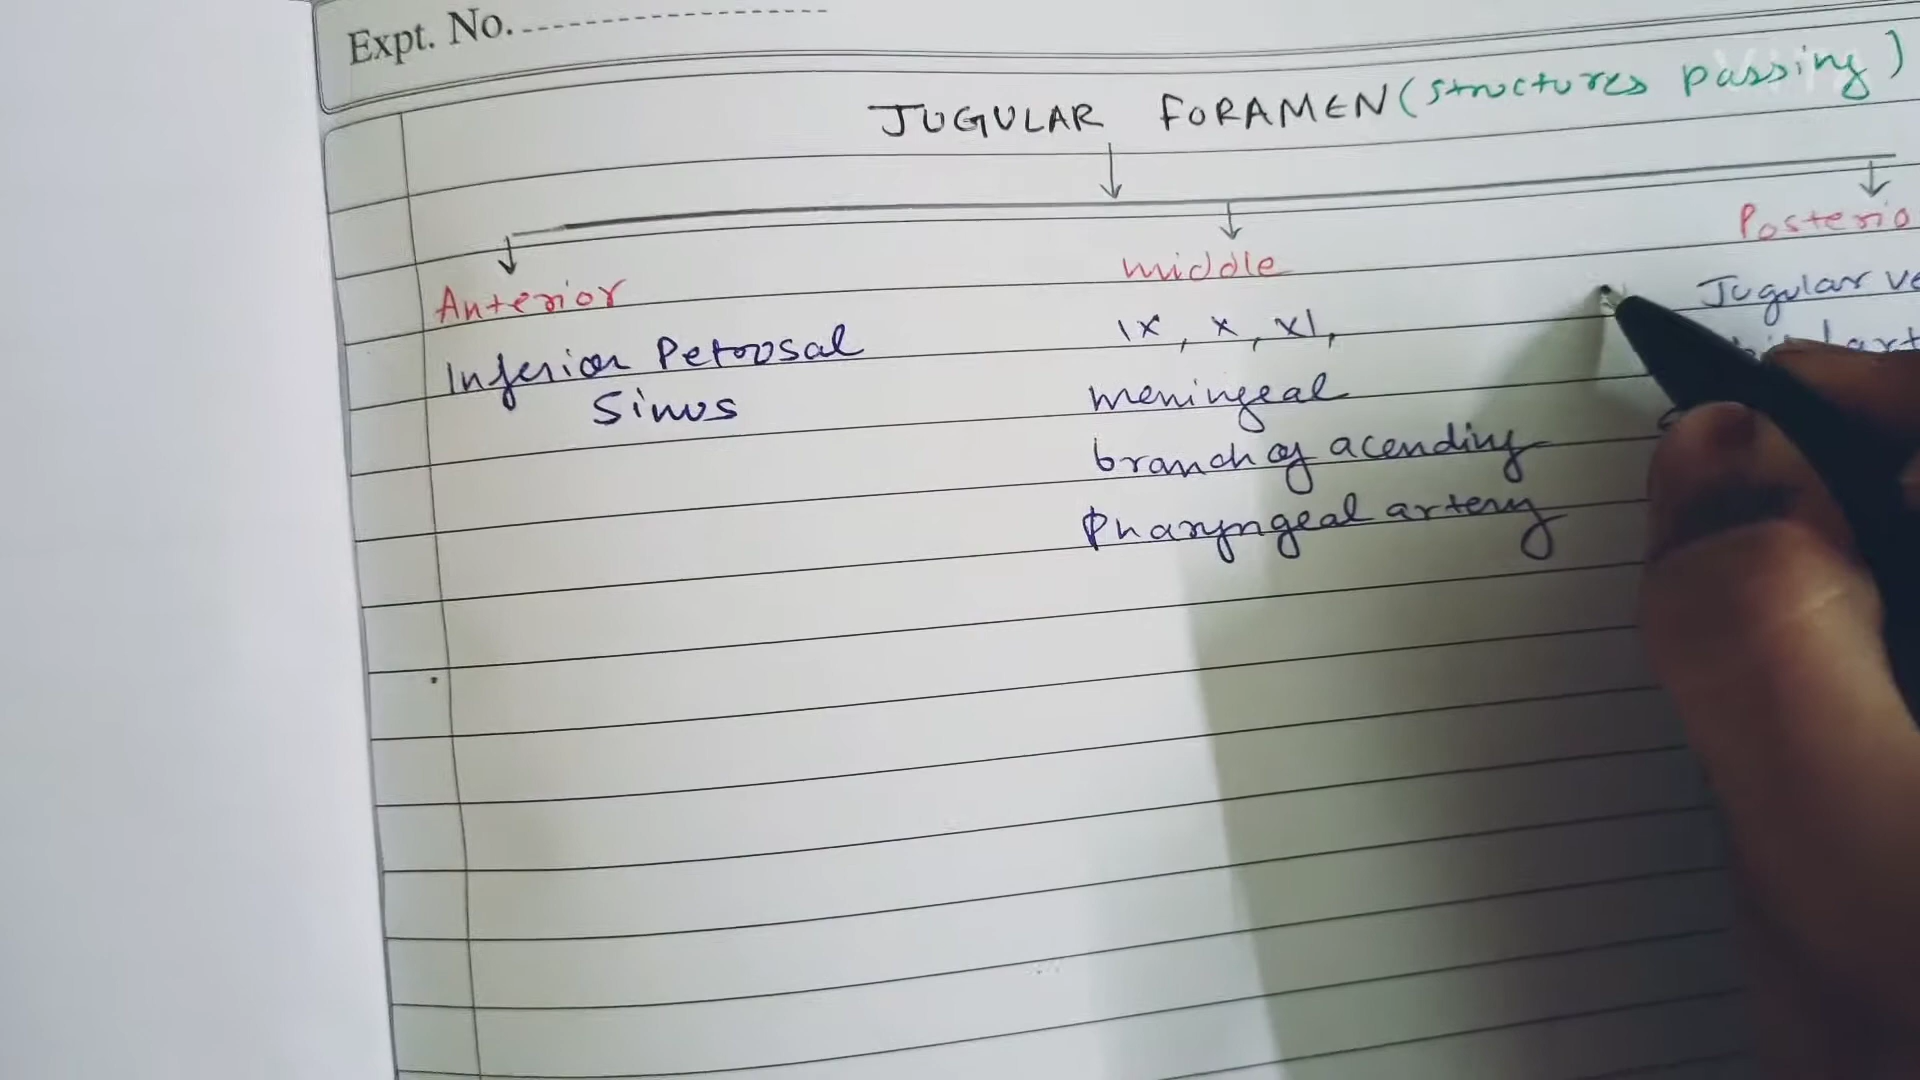 Expt. No.
JUGULAR FORAMEN (structures passing)
Anterior
Inferior Petrosal
Sinus
middle
IX, X, XI,
meningeal
branch of acending
Pharyngeal artery
Posterio
Jugular ve